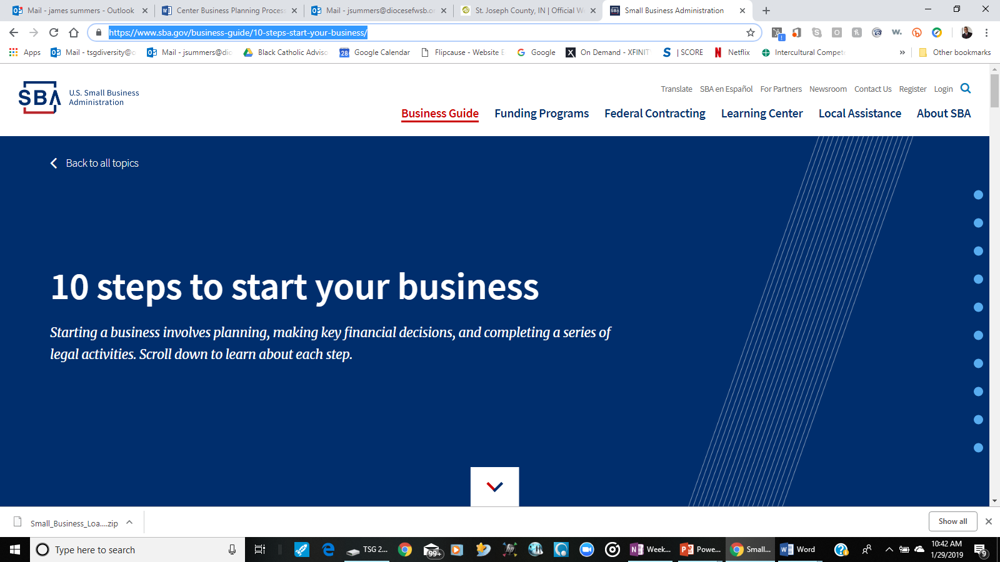 Mail - james summers - Outlook
Center Business Planning Process
Mail - jsummers@diocesefwsb.o
St. Joseph County, IN | Official W
Small Business Administration
https://www.sba.gov/business-guide/10-steps-start-your-business/
Apps
Mail - tsgdiversity@o
Mail - jsummers@dio
Black Catholic Adviso
28
Google Calendar
Flipcause - Website E
Google
On Demand - XFINIT
| SCORE
Netflix
Intercultural Compet
»
Other bookmarks
SBA
U.S. Small Business
Administration
Translate
SBA en Español
For Partners
Newsroom
Contact Us
Register
Login
Business Guide
Funding Programs
Federal Contracting
Learning Center
Local Assistance
About SBA
Back to all topics
10 steps to start your business
Starting a business involves planning, making key financial decisions, and completing a series of
legal activities. Scroll down to learn about each step.
Small_Business_Loa....zip
Show all
Type here to search
TSG 2...
99+
Week...
Powe...
Small...
Word
10:42 AM
1/29/2019
9